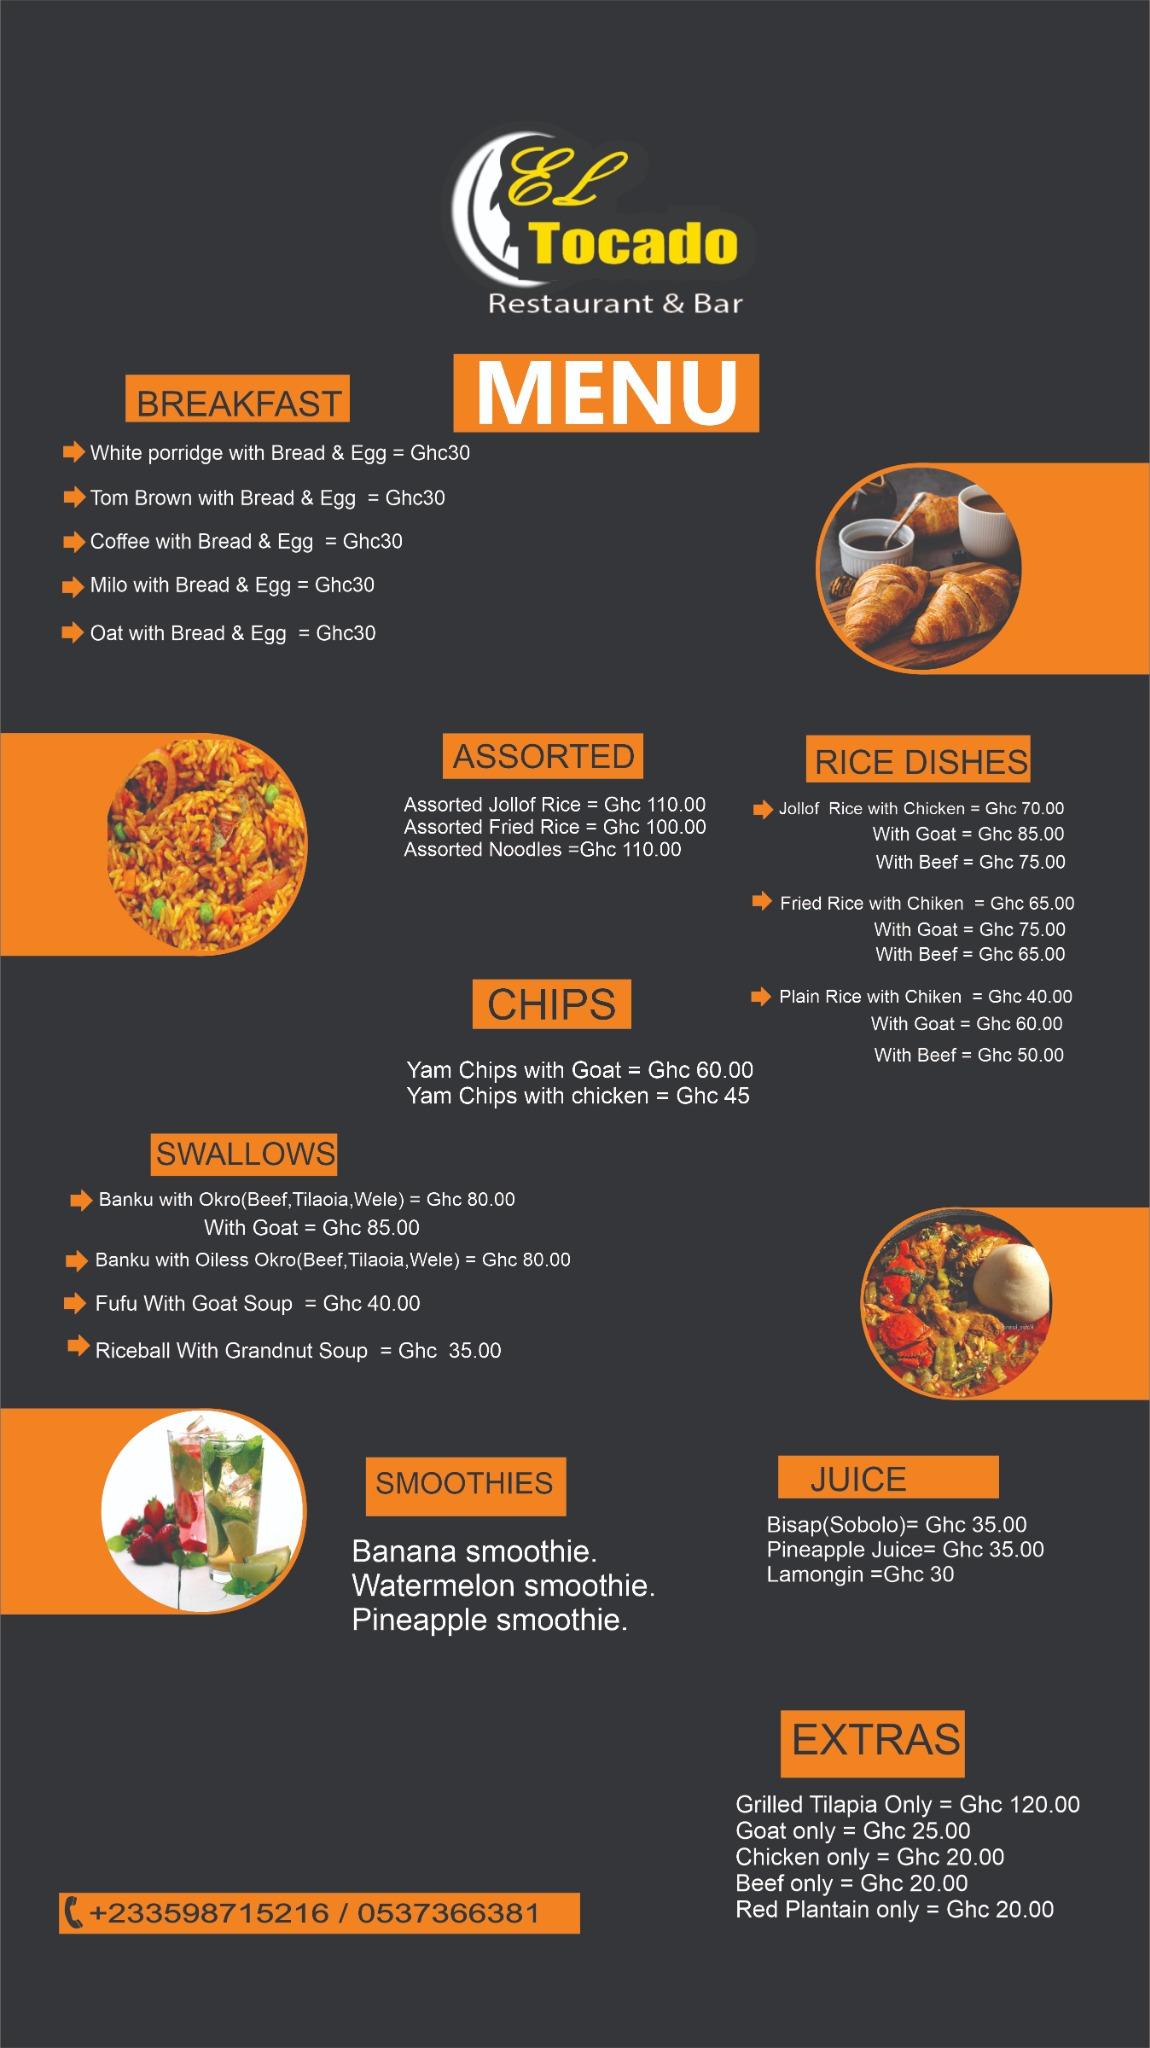 EL
Tocado
Restaurant & Bar
MENU
BREAKFAST
White porridge with Bread & Egg = Ghc30
Tom Brown with Bread & Egg = Ghc30
Coffee with Bread & Egg = Ghc30
Milo with Bread & Egg = Ghc30
Oat with Bread & Egg = Ghc30
ASSORTED
Assorted Jollof Rice = Ghc 110.00
Assorted Fried Rice = Ghc 100.00
Assorted Noodles =Ghc 110.00
RICE DISHES
Jollof Rice with Chicken = Ghc 70.00
With Goat = Ghc 85.00
With Beef = Ghc 75.00
Fried Rice with Chiken = Ghc 65.00
With Goat = Ghc 75.00
With Beef = Ghc 65.00
Plain Rice with Chiken = Ghc 40.00
With Goat = Ghc 60.00
With Beef = Ghc 50.00
CHIPS
Yam Chips with Goat = Ghc 60.00
Yam Chips with chicken = Ghc 45
SWALLOWS
Banku with Okro(Beef,Tilaoia,Wele) = Ghc 80.00
With Goat = Ghc 85.00
Banku with Oiless Okro(Beef,Tilaoia,Wele) = Ghc 80.00
Fufu With Goat Soup = Ghc 40.00
Riceball With Grandnut Soup = Ghc 35.00
SMOOTHIES
Banana smoothie.
Watermelon smoothie.
Pineapple smoothie.
JUICE
Bisap(Sobolo)= Ghc 35.00
Pineapple Juice= Ghc 35.00
Lamongin =Ghc 30
EXTRAS
Grilled Tilapia Only = Ghc 120.00
Goat only = Ghc 25.00
Chicken only = Ghc 20.00
Beef only = Ghc 20.00
Red Plantain only = Ghc 20.00
+233598715216 / 0537366381